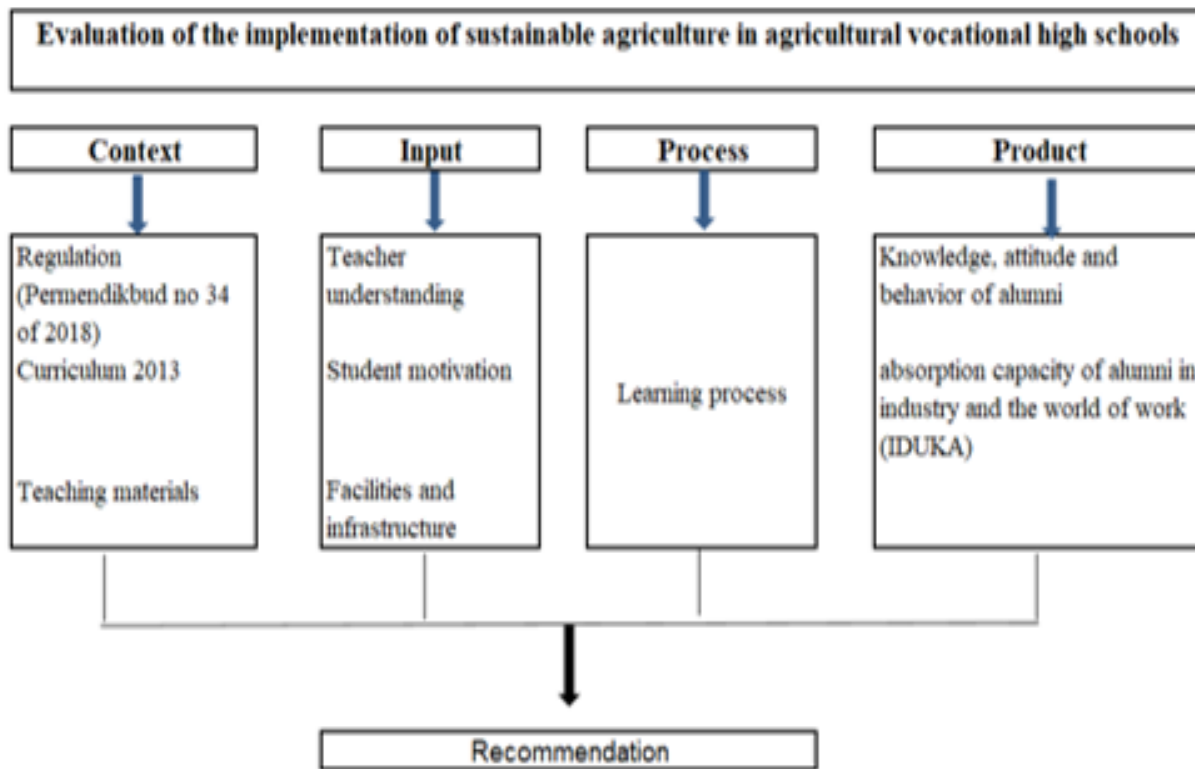 Evaluation of the implementation of sustainable agriculture in agricultural vocational high schools
Context
Input
Process
Product
Regulation
(Permendikbud no 34
of 2018)
Curriculum 2013
Teaching materials
Teacher
understanding
Student motivation
Facilities and
infrastructure
Learning process
Knowledge, attitude and
behavior of alumni
absorption capacity of alumni in
industry and the world of work
(IDUKA)
Recommendation